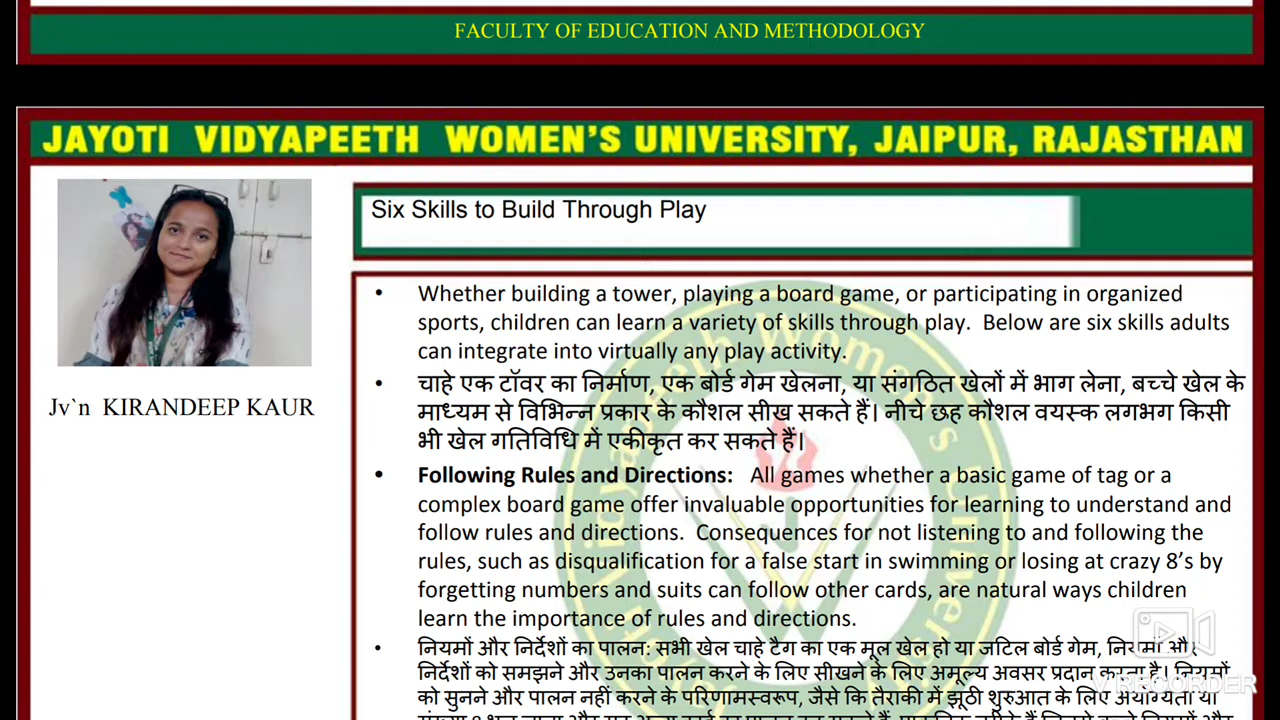 FACULTY OF EDUCATION AND METHODOLOGY
JAYOTI VIDYAPEETH WOMEN'S UNIVERSITY, JAIPUR, RAJASTHAN
Six Skills to Build Through Play
Jv`n KIRANDEEP KAUR
• Whether building a tower, playing a board game, or participating in organized
sports, children can learn a variety of skills through play. Below are six skills adults
can integrate into virtually any play activity.
• चाहे एक टॉवर का निर्माण, एक बोर्ड गेम खेलना, या संगठित खेलों में भाग लेना, बच्चे खेल के
माध्यम से विभिन्न प्रकार के कौशल सीख सकते हैं। नीचे छह कौशल वयस्क लगभग किसी
भी खेल गतिविधि में एकीकृत कर सकते हैं।
• Following Rules and Directions: All games whether a basic game of tag or a
complex board game offer invaluable opportunities for learning to understand and
follow rules and directions. Consequences for not listening to and following the
rules, such as disqualification for a false start in swimming or losing at crazy 8's by
forgetting numbers and suits can follow other cards, are natural ways children
learn the importance of rules and directions.
• नियमों और निर्देशों का पालन: सभी खेल चाहे टैग का एक मूल खेल हो या जटिल बोर्ड गेम, नियमों और
निर्देशों को समझने और उनका पालन करने के लिए सीखने के लिए अमूल्य अवसर प्रदान करता है। नियमों
को सुनने और पालन नहीं करने के परिणामस्वरूप, जैसे कि तैराकी में झूठी शुरुआत के लिए अयोग्यता या
V RECORDER